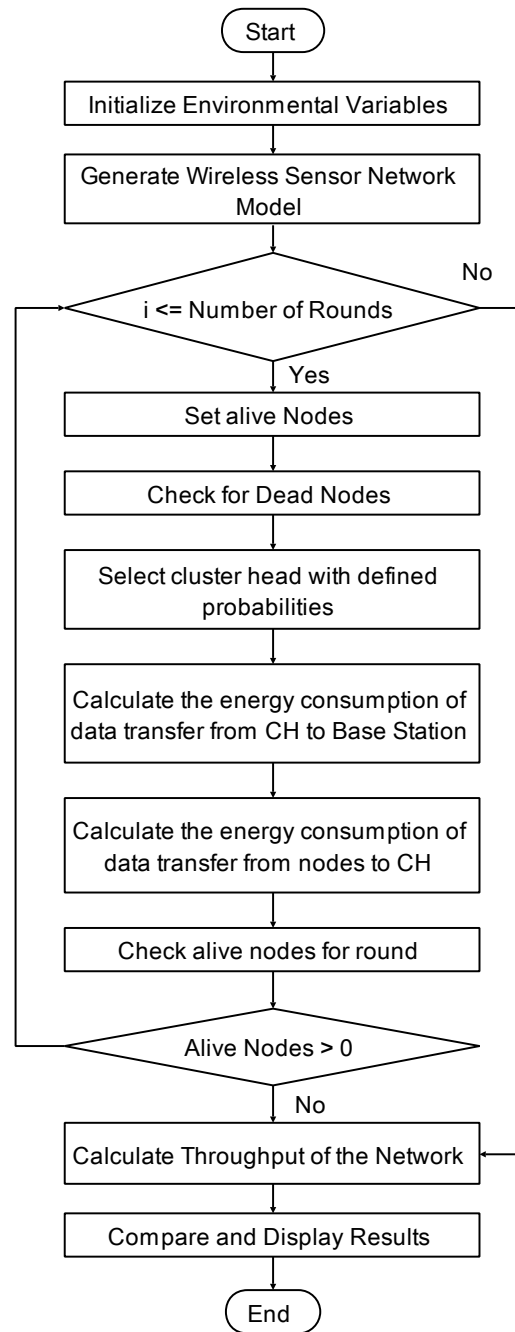 Start
Initialize Environmental Variables
Generate Wireless Sensor Network
Model
No
i <= Number of Rounds
Yes
Set alive Nodes
Check for Dead Nodes
Select cluster head with defined
probabilities
Calculate the energy consumption of
data transfer from CH to Base Station
Calculate the energy consumption of
data transfer from nodes to CH
Check alive nodes for round
Alive Nodes > 0
No
Calculate Throughput of the Network
Compare and Display Results
End